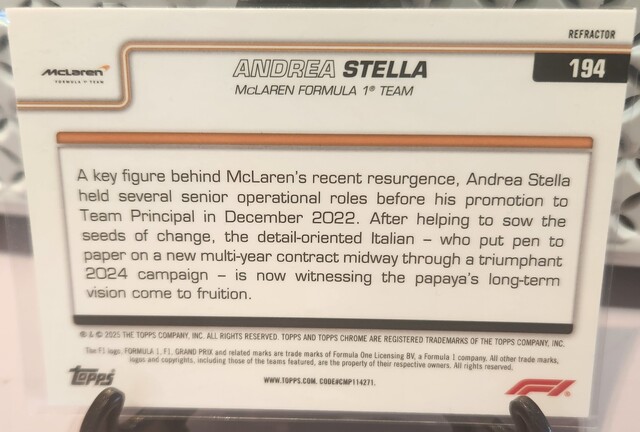 REFRACTOR
McLaren
FORMULA 1 TEAM
ANDREA STELLA
194
McLAREN FORMULA 1® TEAM
A key figure behind McLaren's recent resurgence, Andrea Stella
held several senior operational roles before his promotion to
Team Principal in December 2022. After helping to sow the
seeds of change, the detail-oriented Italian – who put pen to
paper on a new multi-year contract midway through a triumphant
2024 campaign – is now witnessing the papaya's long-term
vision come to fruition.
® & © 2025 THE TOPPS COMPANY, INC. ALL RIGHTS RESERVED. TOPPS AND TOPPS CHROME ARE REGISTERED TRADEMARKS OF THE TOPPS COMPANY, INC.
The F1 logo, FORMULA 1, F1, GRAND PRIX and related marks are trade marks of Formula One Licensing BV, a Formula 1 company. All other trade marks,
logos and copyrights, including those of the teams featured, are the property of their respective owners. All rights reserved.
Topps
WWW.TOPPS.COM. CODE#CMP114271.
F1